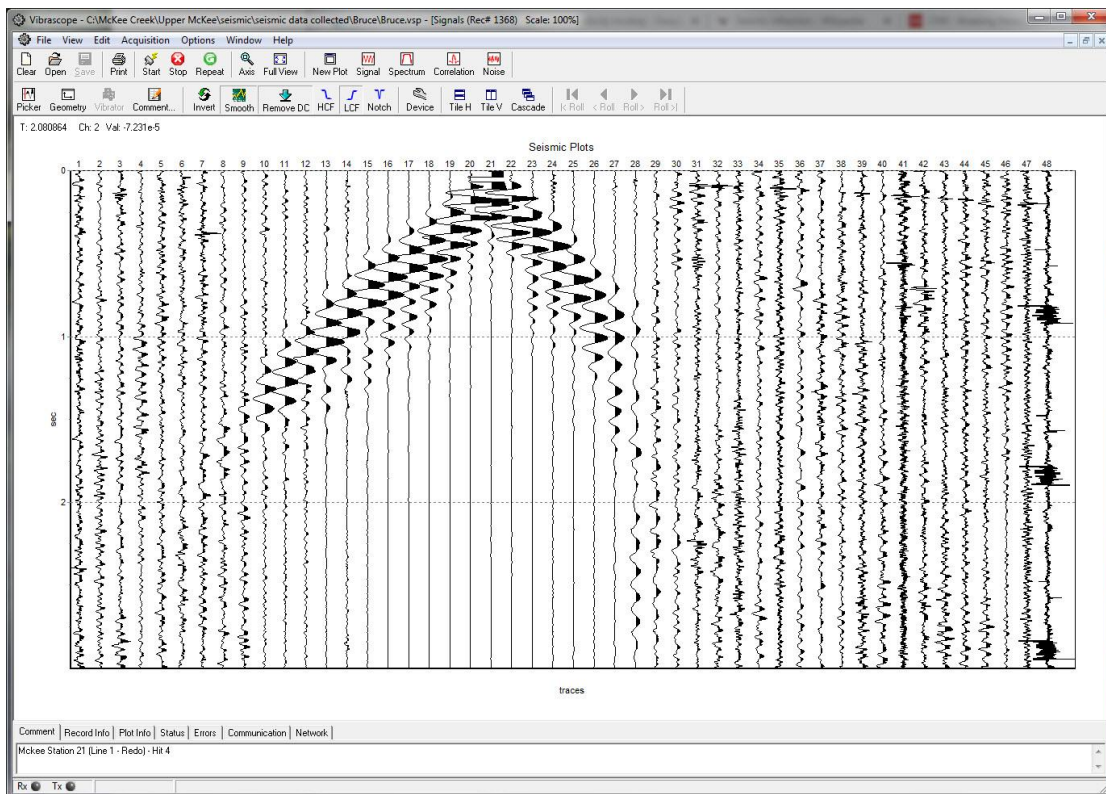 Vibrascope - C:\McKee Creek\Upper McKee\seismic\seismic data collected\Bruce\Bruce.vsp - [Signals (Rec# 1368) Scale: 100%]
File View Edit Acquisition Options Window Help
Clear Open Save Print Start Stop Repeat Axis Full View New Plot Signal Spectrum Correlation Noise
Picker Geometry Vibrator Comment... Invert Smooth Remove DC HCF LCF Notch Device Tile H Tile V Cascade |< Roll < Roll Roll > Roll >|
T: 2.080864 Ch: 2 Val: -7.231e-5
Seismic Plots
1 2 3 4 5 6 7 8 9 10 11 12 13 14 15 16 17 18 19 20 21 22 23 24 25 26 27 28 29 30 31 32 33 34 35 36 37 38 39 40 41 42 43 44 45 46 47 48
0
1
sec
2
traces
Comment Record Info Plot Info Status Errors Communication Network
Mckee Station 21 (Line 1 - Redo) - Hit 4
Rx Tx